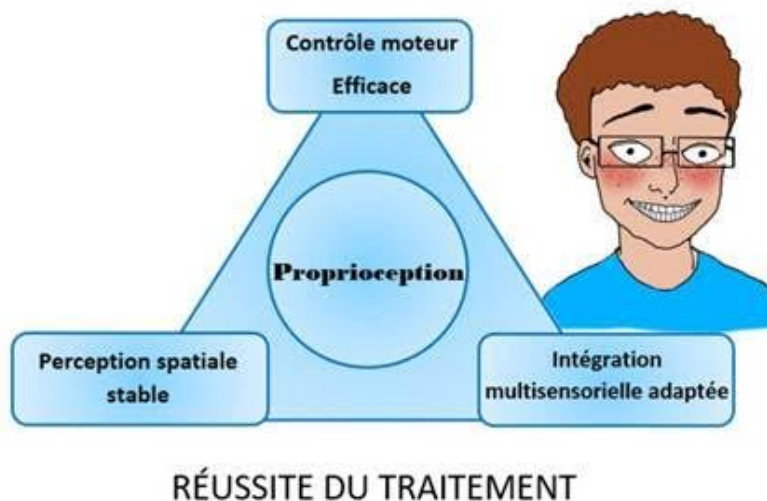 Contrôle moteur
Efficace
Proprioception
Perception spatiale
stable
Intégration
multisensorielle adaptée
RÉUSSITE DU TRAITEMENT